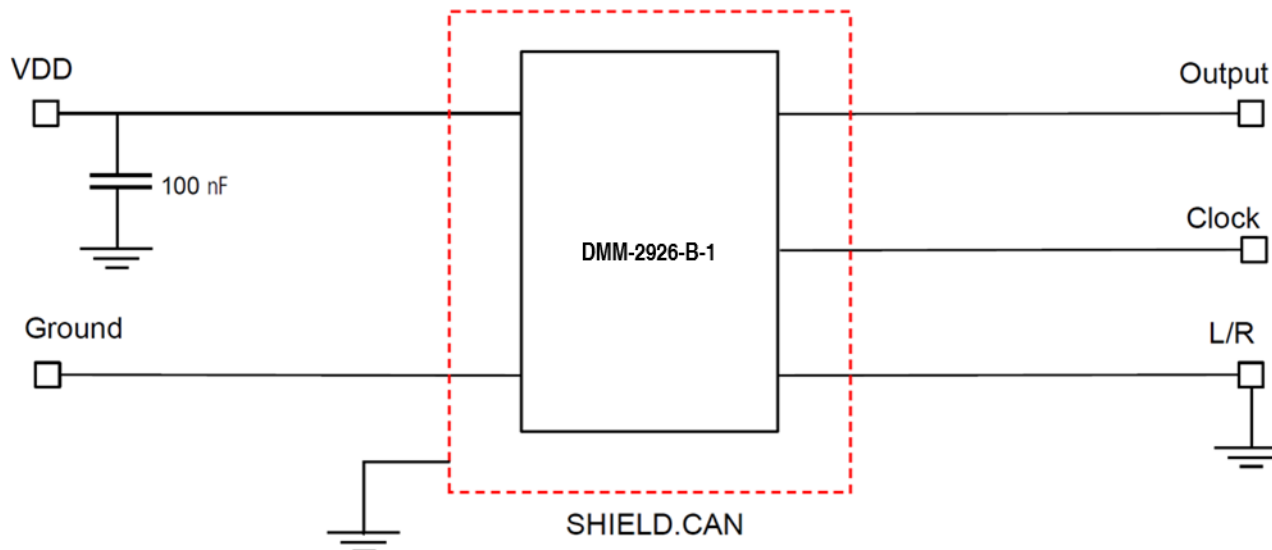 VDD
Output
100 nF
Clock
DMM-2926-B-1
Ground
L/R
SHIELD.CAN